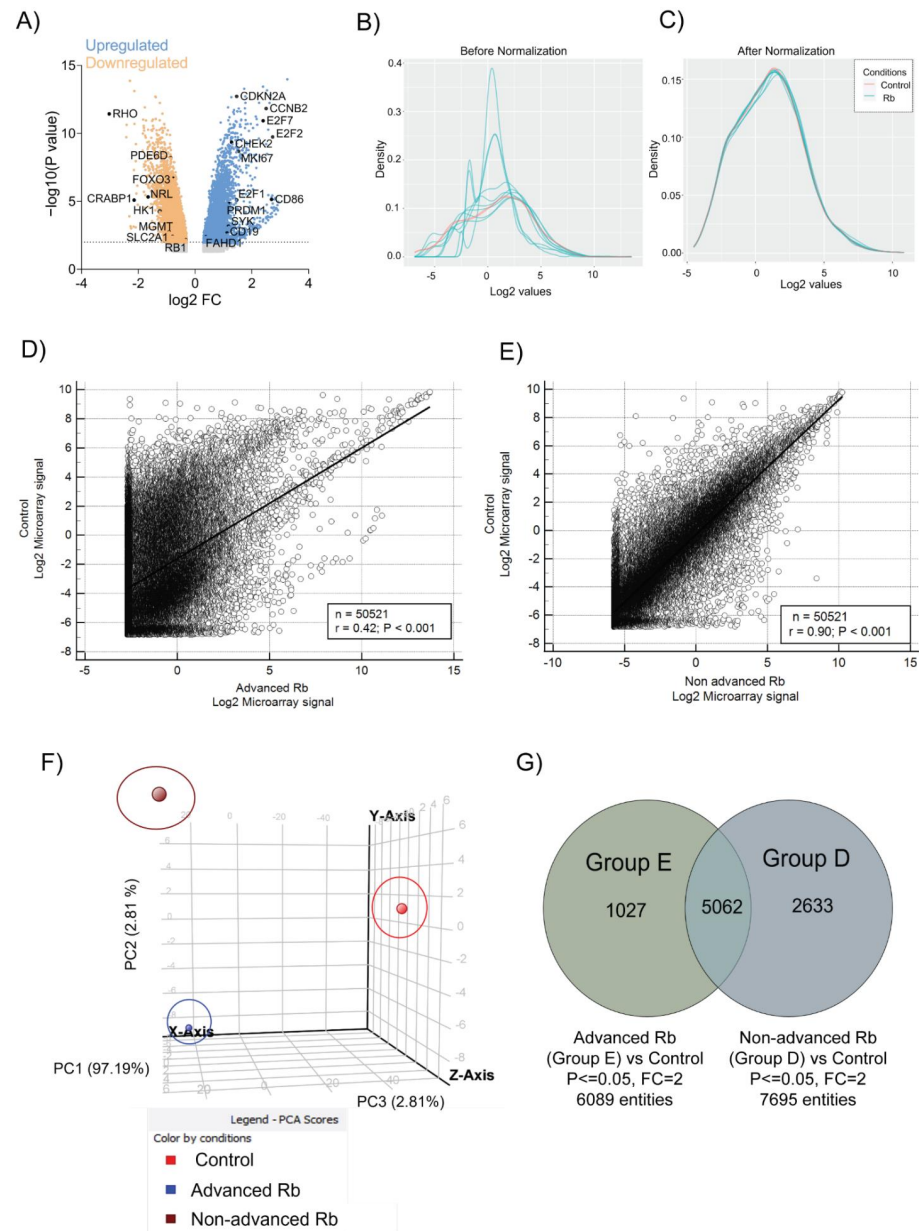 A)
Upregulated
Downregulated
15
10
5
0
−log10(P value)
-4
-2
0
2
4
log2 FC
RHO
PDE6D
FOXO3
NRL
CRABP1
HK1
MGMT
SLC2A1
RB1
CDKN2A
CCNB2
E2F7
E2F2
CHEK2
MKI67
E2F1
CD86
PRDM1
SYK
CD19
FAHD1
B)
Before Normalization
0.4
0.3
0.2
0.1
0.0
Density
-5
0
5
10
Log2 values
C)
After Normalization
0.15
0.10
0.05
0.00
Density
-5
0
5
10
Log2 values
Conditions
Control
Rb
D)
10
8
6
4
2
0
-2
-4
-6
-8
Control
Log2 Microarray signal
n = 50521
r = 0.42; P < 0.001
-5
0
5
10
15
Advanced Rb
Log2 Microarray signal
E)
10
8
6
4
2
0
-2
-4
-6
-8
Control
Log2 Microarray signal
n = 50521
r = 0.90; P < 0.001
-10
-5
0
5
10
15
Non advanced Rb
Log2 Microarray signal
F)
Y-Axis
X-Axis
Z-Axis
PC2 (2.81 %)
PC1 (97.19%)
PC3 (2.81%)
Legend - PCA Scores
Color by conditions
Control
Advanced Rb
Non-advanced Rb
G)
Group E
Group D
1027
5062
2633
Advanced Rb
(Group E) vs Control
P<=0.05, FC=2
6089 entities
Non-advanced Rb
(Group D) vs Control
P<=0.05, FC=2
7695 entities